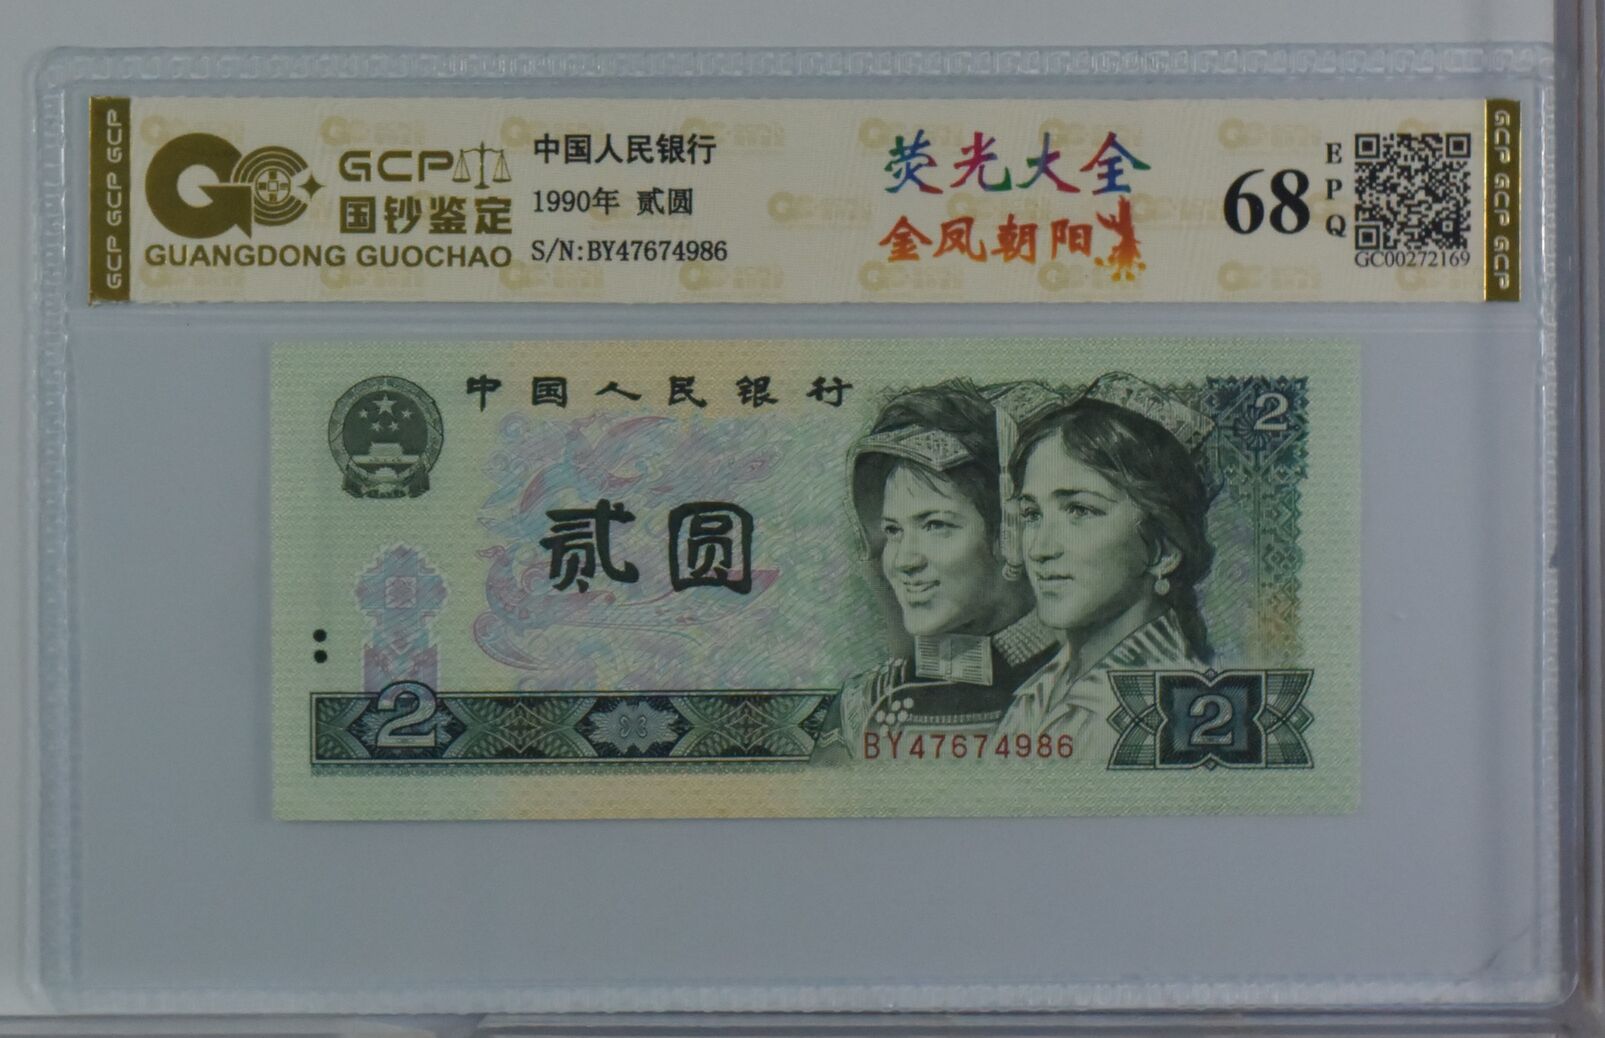 GCP GCP GCP
GCP
国钞鉴定
GUANGDONG GUOCHAO
中国人民银行
1990年 贰圆
S/N:BY47674986
荧光大全
金凤朝阳
68
EPQ
GC00272169
GCP GCP GCP
中国人民银行
2
贰圆
2
BY47674986
2